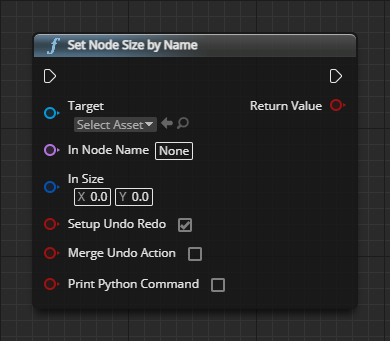 f Set Node Size by Name
Target Return Value
Select Asset
In Node Name None
In Size
X 0.0 Y 0.0
Setup Undo Redo
Merge Undo Action
Print Python Command